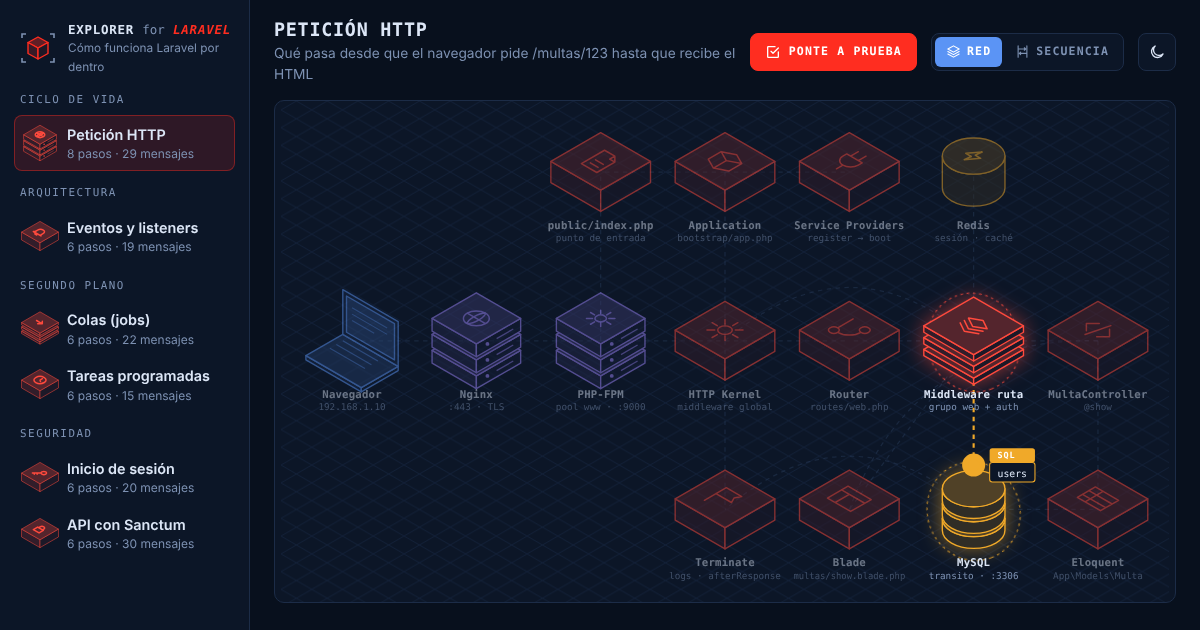 EXPLORER for LARAVEL
Cómo funciona Laravel por
dentro
CICLO DE VIDA
Petición HTTP
8 pasos · 29 mensajes
ARQUITECTURA
Eventos y listeners
6 pasos · 19 mensajes
SEGUNDO PLANO
Colas (jobs)
6 pasos · 22 mensajes
Tareas programadas
6 pasos · 15 mensajes
SEGURIDAD
Inicio de sesión
6 pasos · 20 mensajes
API con Sanctum
6 pasos · 30 mensajes
PETICIÓN HTTP
Qué pasa desde que el navegador pide /multas/123 hasta que recibe el
HTML
PONTE A PRUEBA
RED
SECUENCIA
public/index.php
punto de entrada
Application
bootstrap/app.php
Service Providers
register → boot
Redis
sesión · caché
Navegador
192.168.1.10
Nginx
:443 · TLS
PHP-FPM
pool www · :9000
HTTP Kernel
middleware global
Router
routes/web.php
Middleware ruta
grupo web + auth
MultaController
@show
SQL
users
Terminate
logs · afterResponse
Blade
multas/show.blade.php
MySQL
transito · :3306
Eloquent
App\Models\Multa